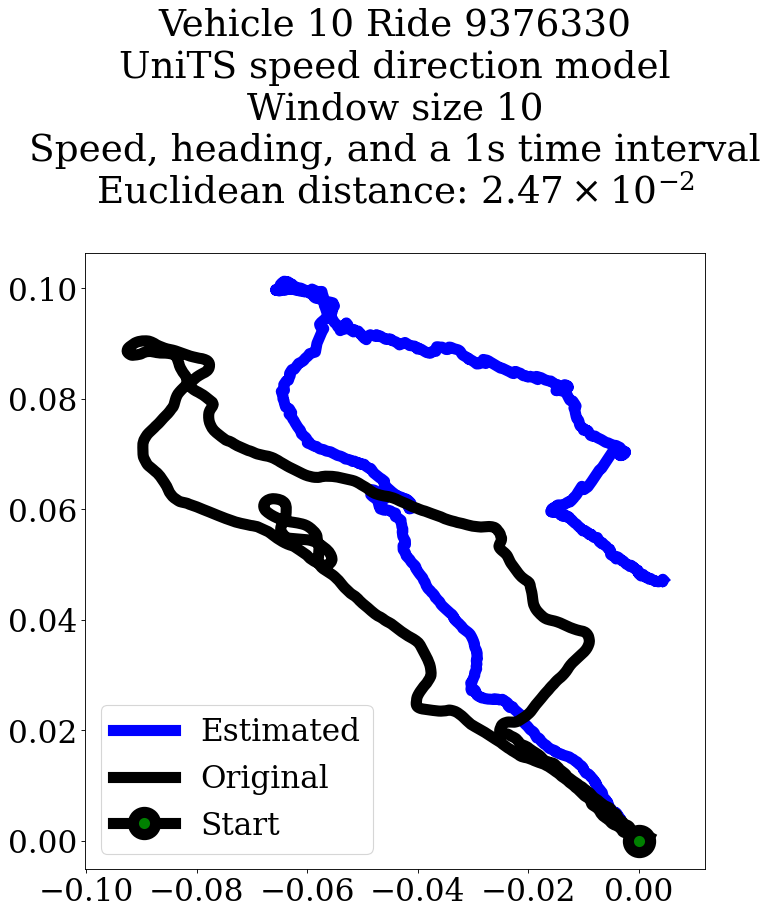 Vehicle 10 Ride 9376330
UniTS speed direction model
Window size 10
Speed, heading, and a 1s time interval
Euclidean distance: 2.47 × 10⁻²
0.10
0.08
0.06
0.04
0.02
0.00
Estimated
Original
Start
−0.10 −0.08 −0.06 −0.04 −0.02 0.00